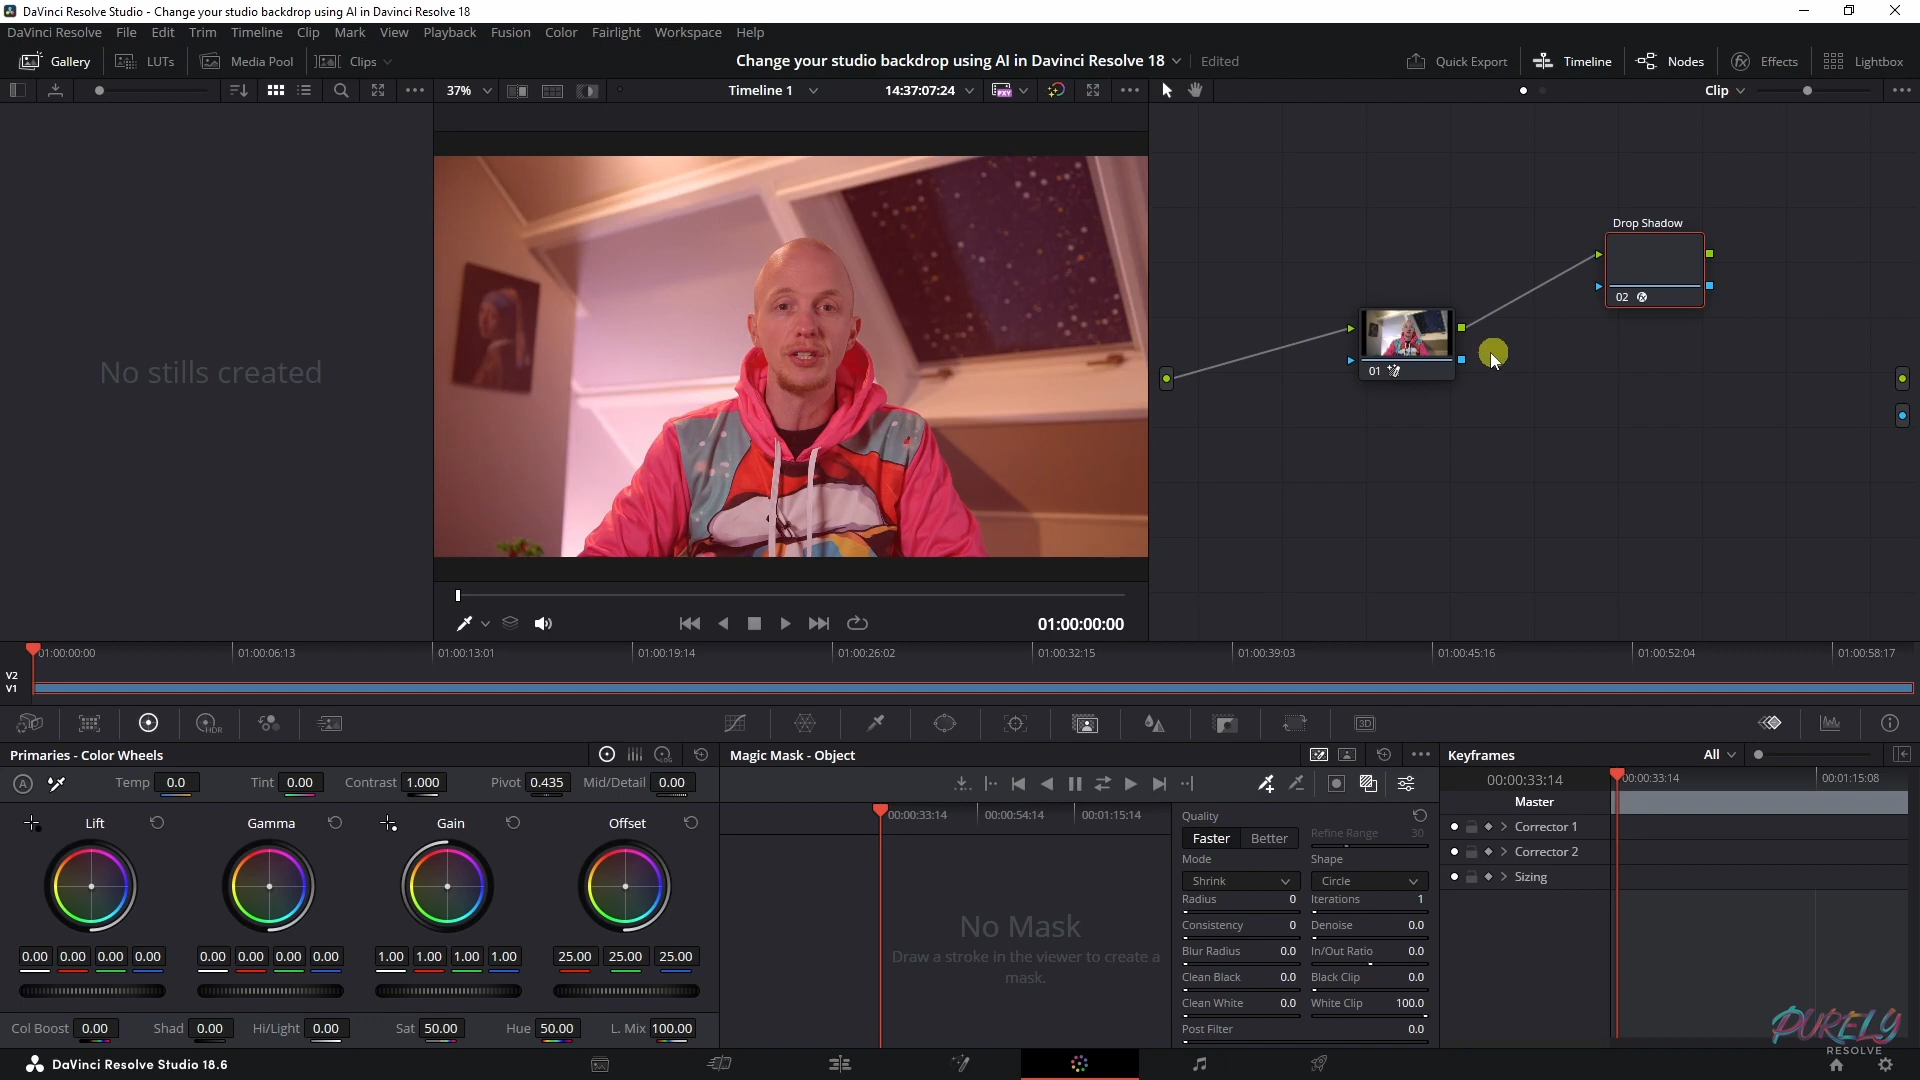 DaVinci Resolve Studio - Change your studio backdrop using AI in Davinci Resolve 18
DaVinci Resolve File Edit Trim Timeline Clip Mark View Playback Fusion Color Fairlight Workspace Help
Gallery LUTs Media Pool Clips Change your studio backdrop using AI in Davinci Resolve 18 Edited Quick Export Timeline Nodes Effects Lightbox
37% Timeline 1 14:37:07:24 PXY Clip
Drop Shadow
02
01
No stills created
01:00:00:00
01:00:00:00 01:00:06:13 01:00:13:01 01:00:19:14 01:00:26:02 01:00:32:15 01:00:39:03 01:00:45:16 01:00:52:04 01:00:58:17
V2
V1
HDR 3D
Primaries - Color Wheels Magic Mask - Object Keyframes All
LOG
A Temp 0.0 Tint 0.00 Contrast 1.000 Pivot 0.435 Mid/Detail 0.00
Lift Gamma Gain Offset
0.00 0.00 0.00 0.00 0.00 0.00 0.00 0.00 1.00 1.00 1.00 1.00 25.00 25.00 25.00
Col Boost 0.00 Shad 0.00 Hi/Light 0.00 Sat 50.00 Hue 50.00 L. Mix 100.00
00:00:33:14 00:00:54:14 00:01:15:14
No Mask
Draw a stroke in the viewer to create a
mask.
Quality
Faster Better Refine Range 30
Mode Shape
Shrink Circle
Radius 0 Iterations 1
Consistency 0 Denoise 0.0
Blur Radius 0.0 In/Out Ratio 0.0
Clean Black 0.0 Black Clip 0.0
Clean White 0.0 White Clip 100.0
Post Filter 0.0
00:00:33:14 00:00:33:14 00:01:15:08
Master
Corrector 1
Corrector 2
Sizing
PURELY
RESOLVE
DaVinci Resolve Studio 18.6